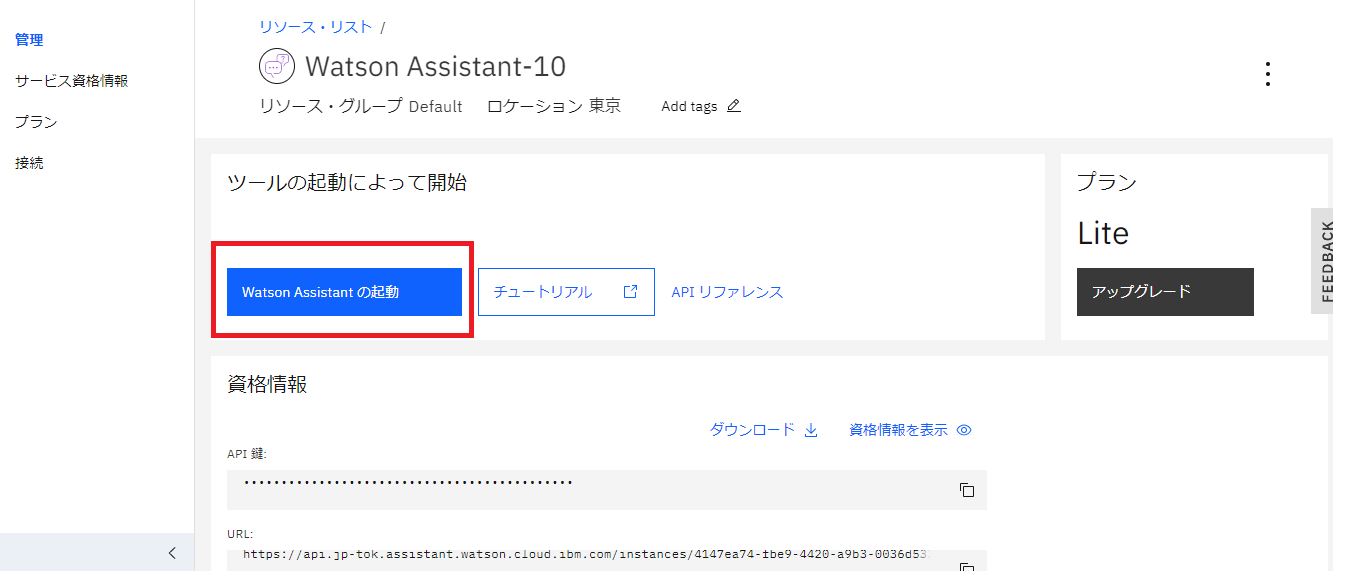 管理
サービス資格情報
プラン
接続
リソース・リスト /
Watson Assistant-10
リソース・グループ Default ロケーション 東京 Add tags
ツールの起動によって開始
Watson Assistant の起動 チュートリアル API リファレンス
プラン
Lite
アップグレード
FEEDBACK
資格情報
ダウンロード 資格情報を表示
API 鍵:
URL:
https://api.jp-tok.assistant.watson.cloud.ibm.com/instances/4147ea74-fbe9-4420-a9b3-0036d53